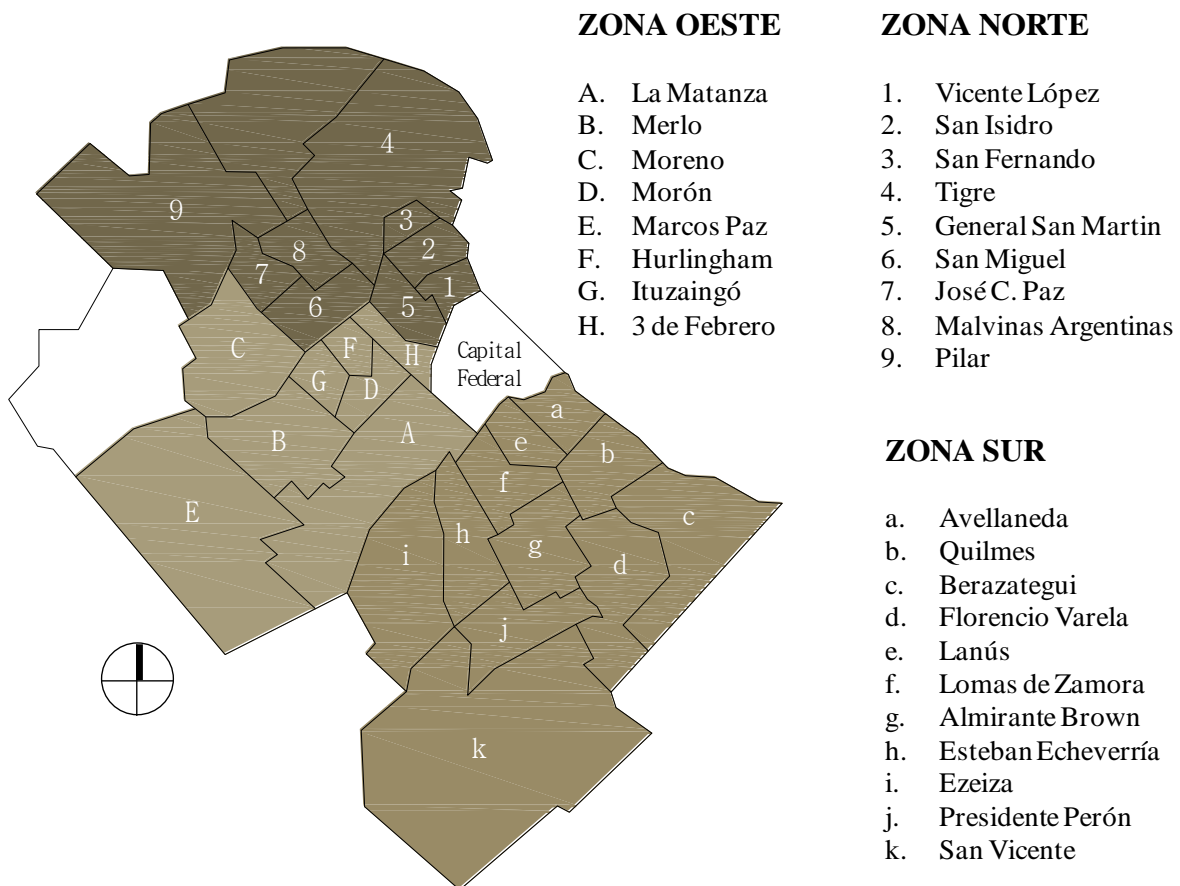 ZONA OESTE
A. La Matanza
B. Merlo
C. Moreno
D. Morón
E. Marcos Paz
F. Hurlingham
G. Ituzaingó
H. 3 de Febrero
ZONA NORTE
1. Vicente López
2. San Isidro
3. San Fernando
4. Tigre
5. General San Martin
6. San Miguel
7. José C. Paz
8. Malvinas Argentinas
9. Pilar
ZONA SUR
a. Avellaneda
b. Quilmes
c. Berazategui
d. Florencio Varela
e. Lanús
f. Lomas de Zamora
g. Almirante Brown
h. Esteban Echeverría
i. Ezeiza
j. Presidente Perón
k. San Vicente
4
9
3
8
2
7
1
6
5
C
F
H
Capital
Federal
G
D
A
B
a
e
b
f
E
c
h
i
g
d
j
k